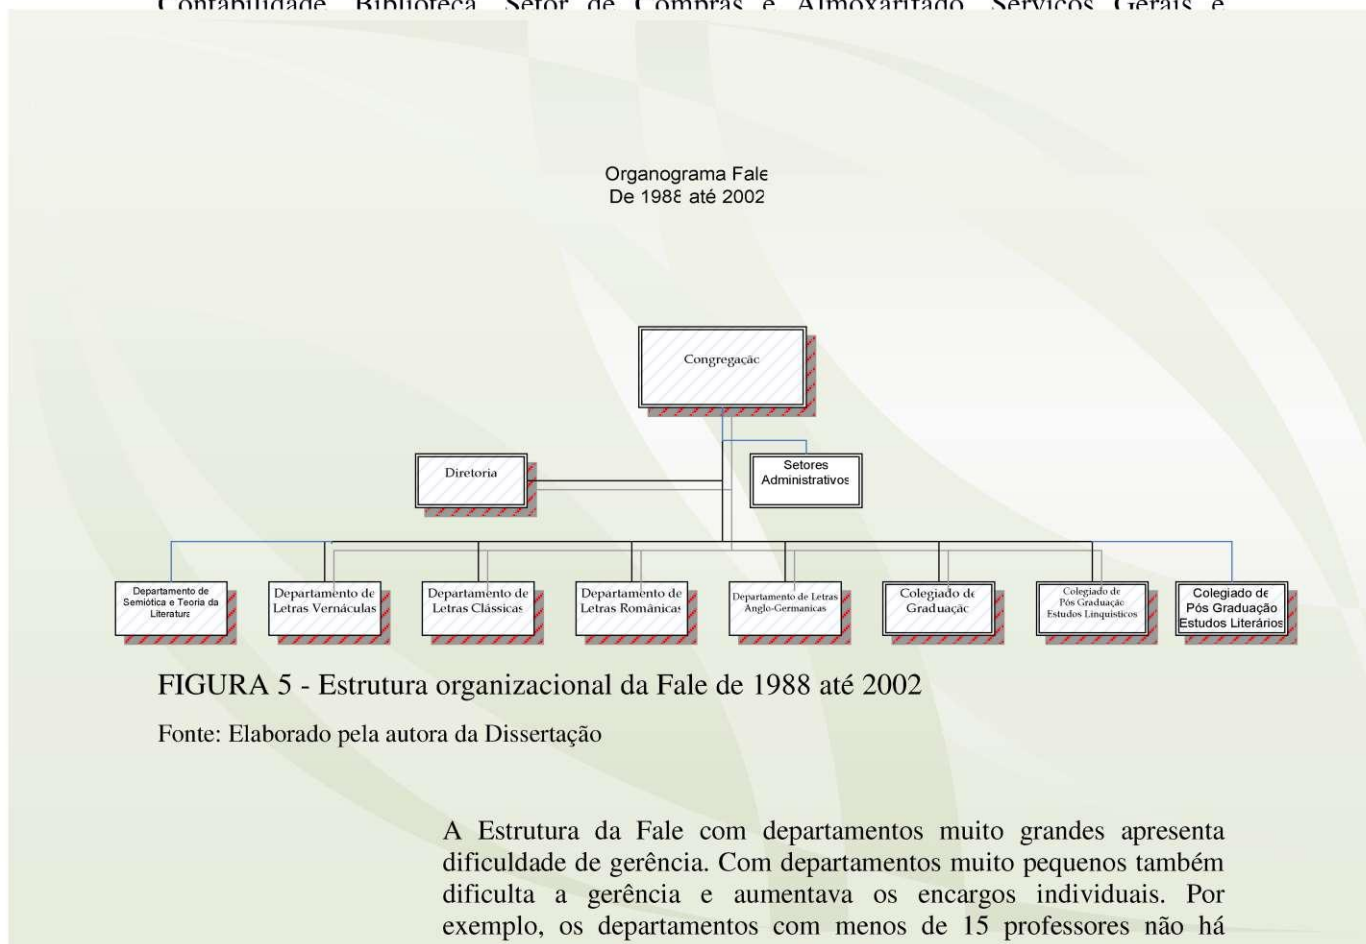 Contabilidade, Biblioteca, Setor de Compras e Almoxarifado, Serviços Gerais e
Organograma Fale
De 1988 até 2002
Congregação
Diretoria
Setores
Administrativos
Departamento de
Semiótica e Teoria da
Literatura
Departamento de
Letras Vernáculas
Departamento de
Letras Clássicas
Departamento de
Letras Românicas
Departamento de Letras
Anglo-Germanicas
Colegiado de
Graduação
Colegiado de
Pós Graduação
Estudos Linquisticos
Colegiado de
Pós Graduação
Estudos Literários
FIGURA 5 - Estrutura organizacional da Fale de 1988 até 2002
Fonte: Elaborado pela autora da Dissertação
A Estrutura da Fale com departamentos muito grandes apresenta
dificuldade de gerência. Com departamentos muito pequenos também
dificulta a gerência e aumentava os encargos individuais. Por
exemplo, os departamentos com menos de 15 professores não há